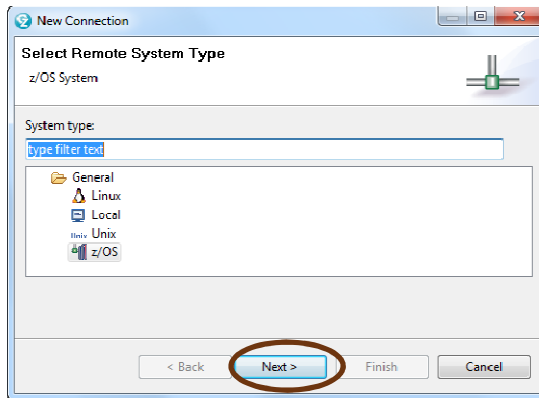 New Connection
Select Remote System Type
z/OS System
System type:
type filter text
General
Linux
Local
Unix Unix
z/OS
< Back Next > Finish Cancel